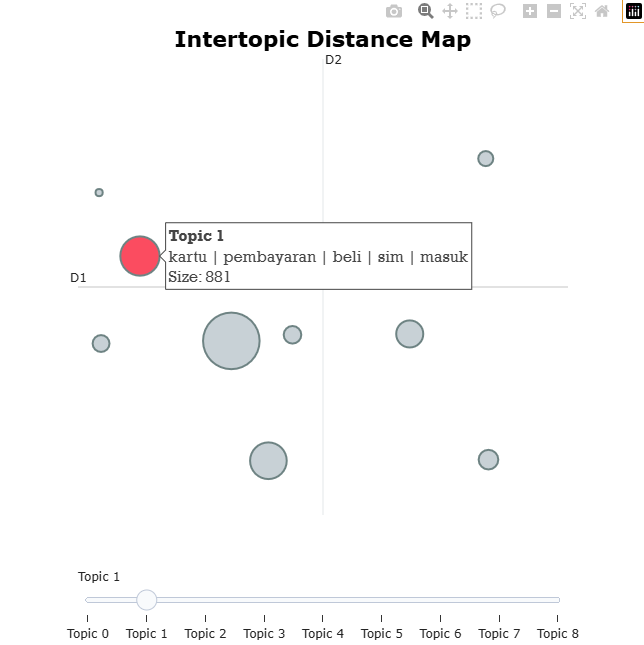 Intertopic Distance Map
D2
Topic 1
kartu | pembayaran | beli | sim | masuk
Size: 881
D1
Topic 1
Topic 0 Topic 1 Topic 2 Topic 3 Topic 4 Topic 5 Topic 6 Topic 7 Topic 8